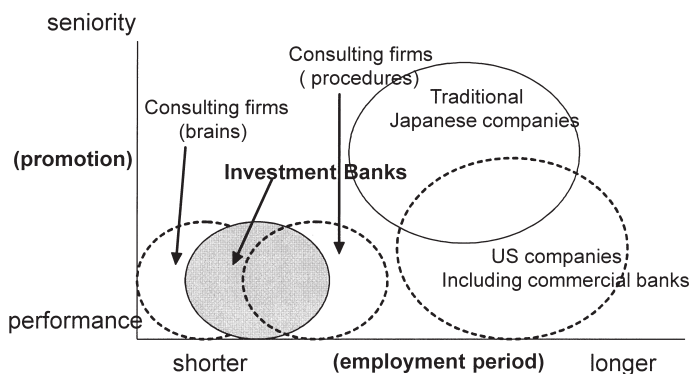 seniority
Consulting firms
( procedures)
Traditional
Japanese companies
Consulting firms
(brains)
(promotion)
Investment Banks
US companies
Including commercial banks
performance
shorter
(employment period)
longer